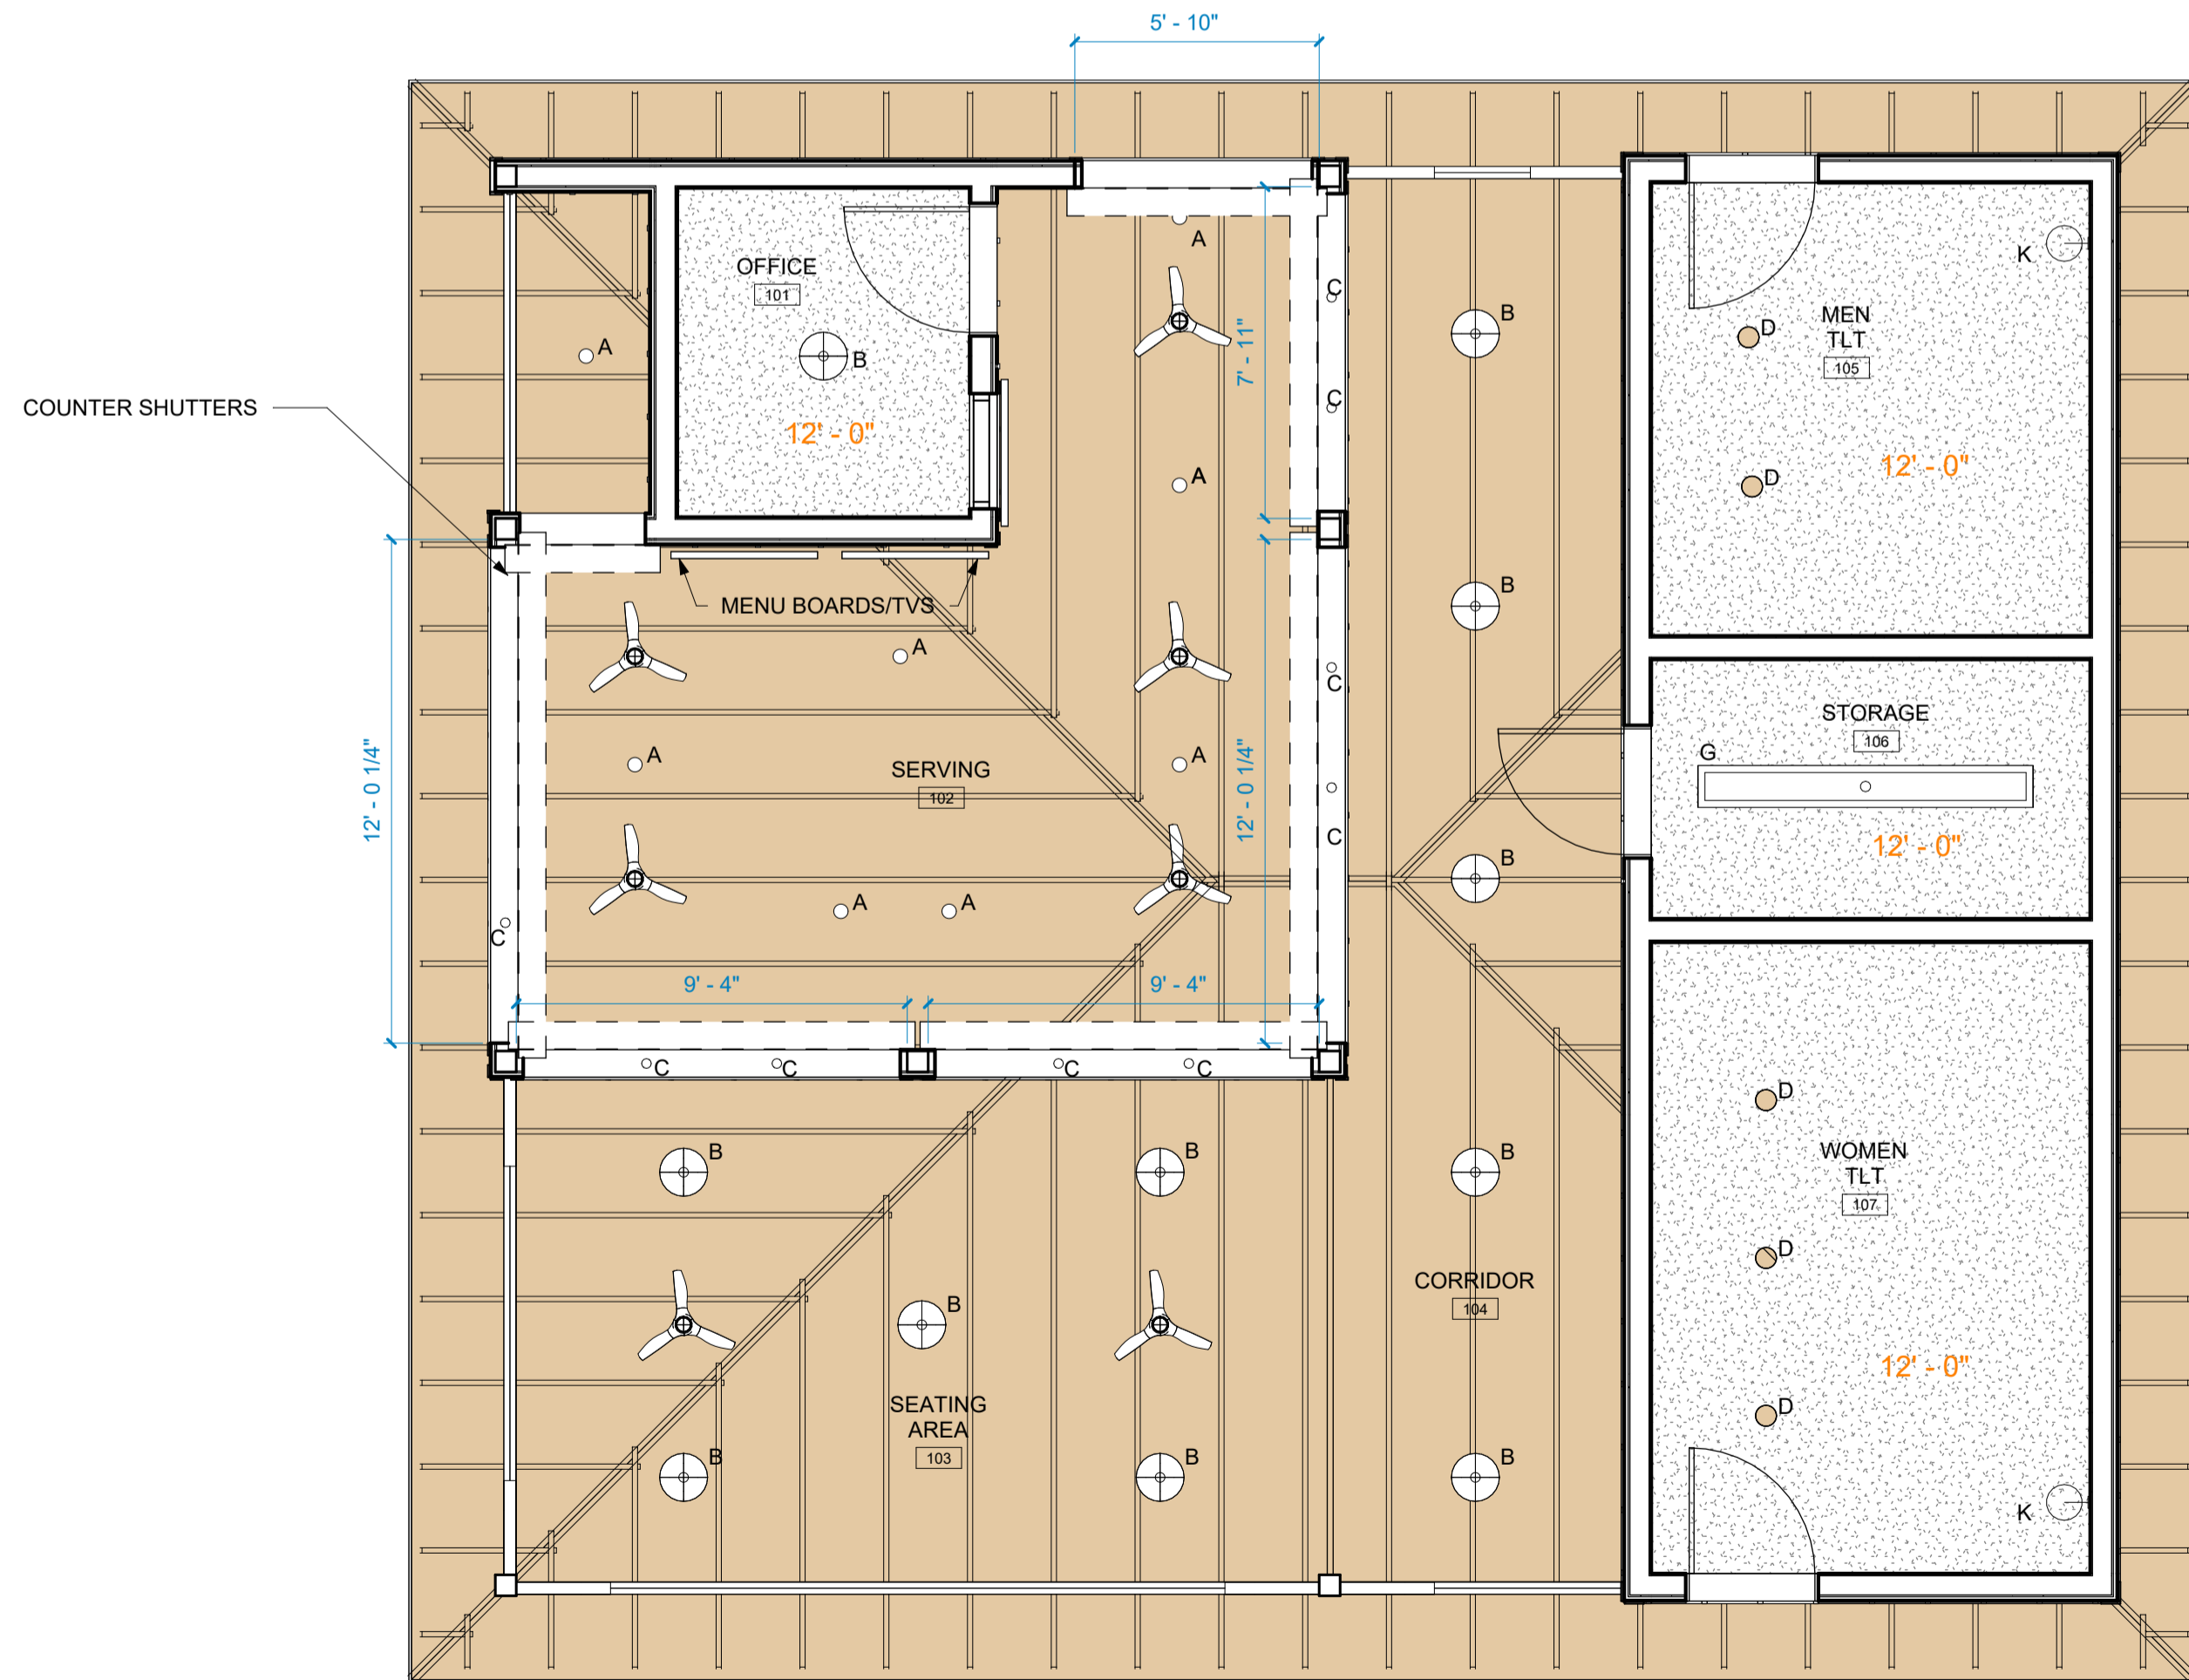 5' - 10"
A
OFFICE
101
B
12' - 0"
A
COUNTER SHUTTERS
C
7' - 11"
C
B
K
MEN
TLT
105
D
12' - 0"
D
A
MENU BOARDS/TVS
B
A
C
STORAGE
106
G
12' - 0 1/4"
A
SERVING
102
A
12' - 0 1/4"
C
12' - 0"
B
A
A
C
9' - 4"
9' - 4"
C
C
C
C
D
B
B
B
WOMEN
TLT
107
D
CORRIDOR
104
B
12' - 0"
SEATING
AREA
103
D
B
B
B
K